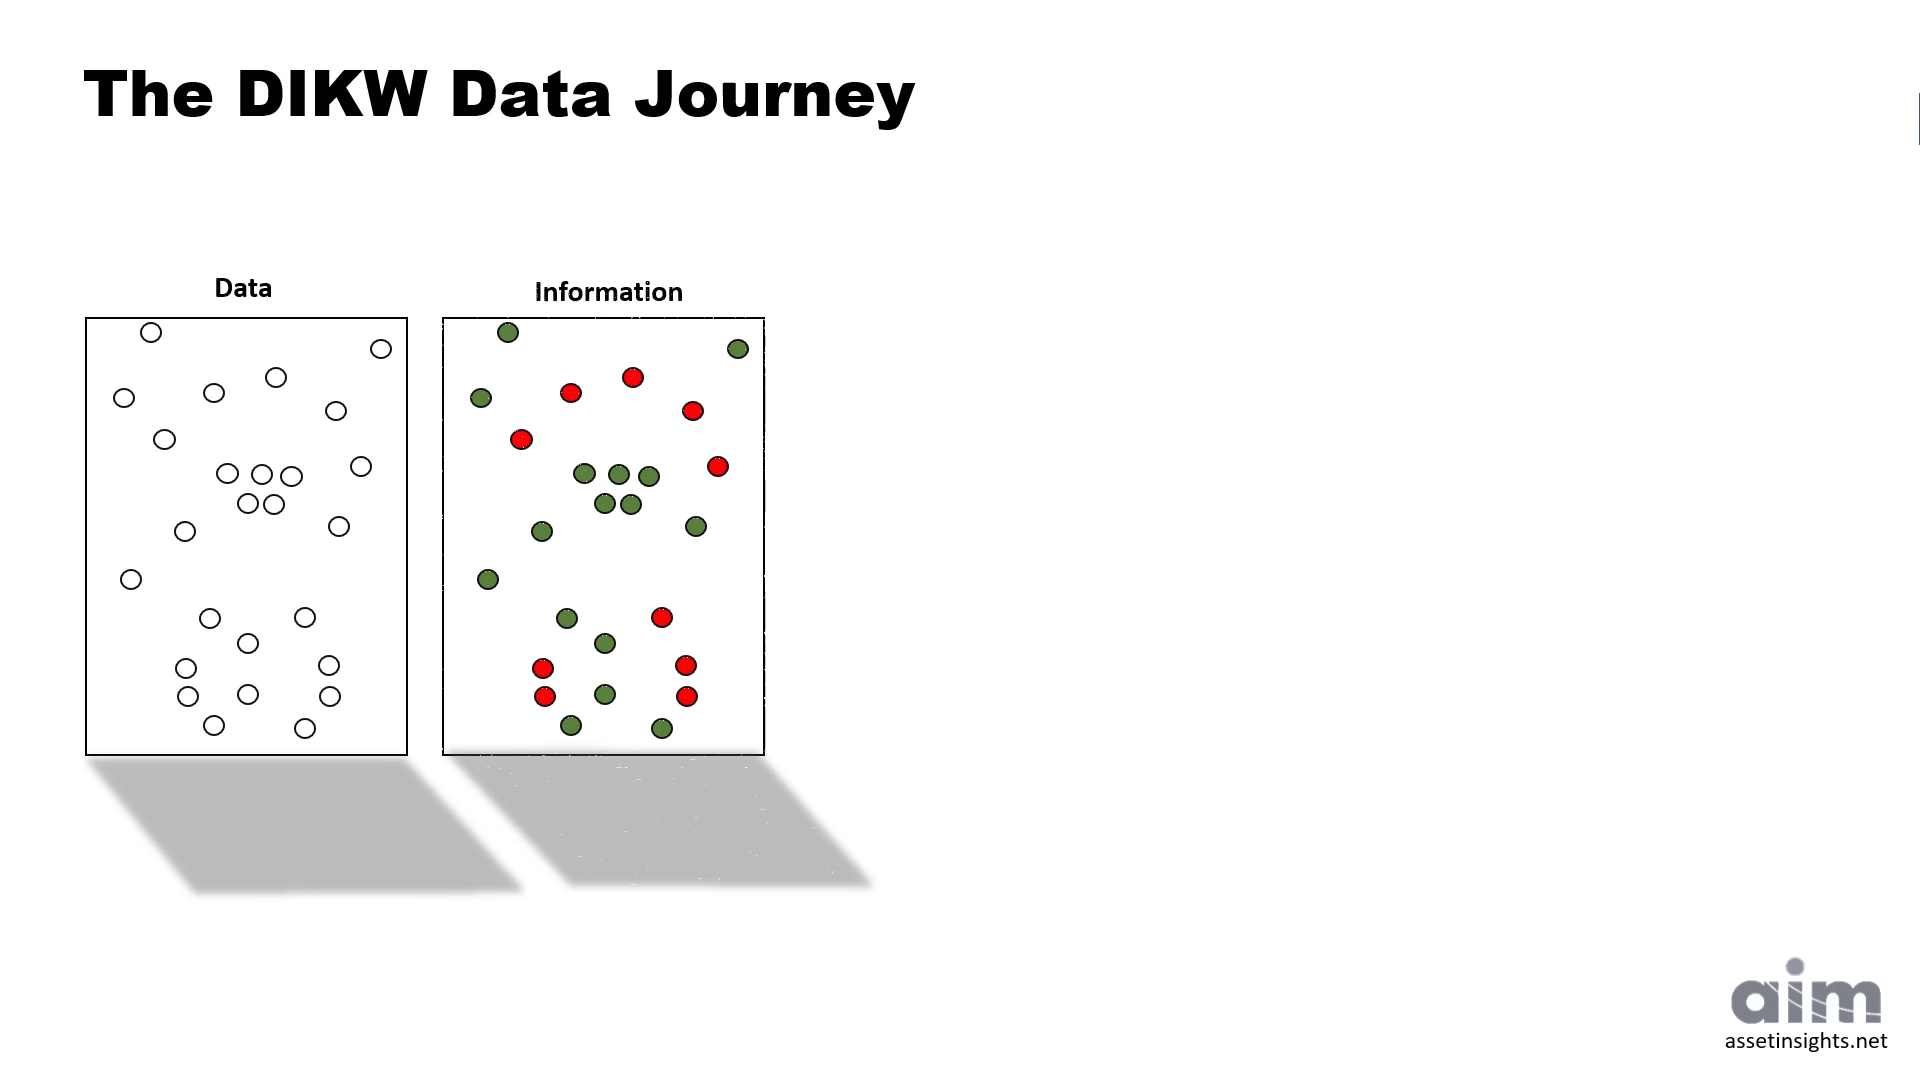 The DIKW Data Journey
Data
Information
aim
assetinsights.net